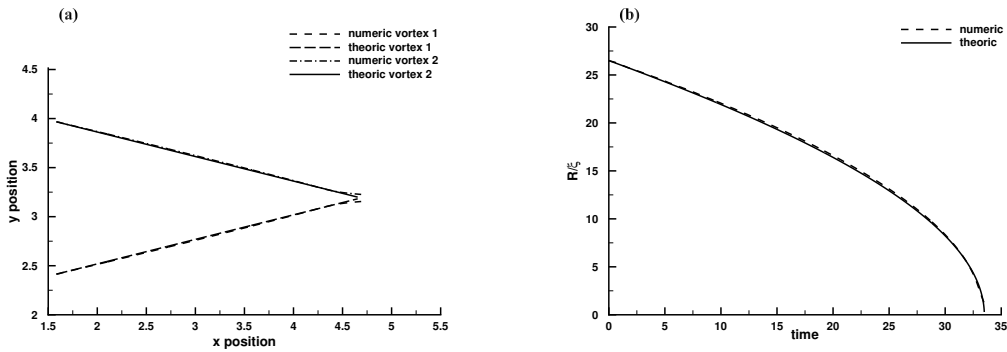 (a)
numeric vortex 1
theoric vortex 1
numeric vortex 2
theoric vortex 2
4.5
4
3.5
3
2.5
2
y position
1.5 2 2.5 3 3.5 4 4.5 5 5.5
x position
(b)
numeric
theoric
30
25
20
15
10
5
0
R/ξ
0 5 10 15 20 25 30 35
time